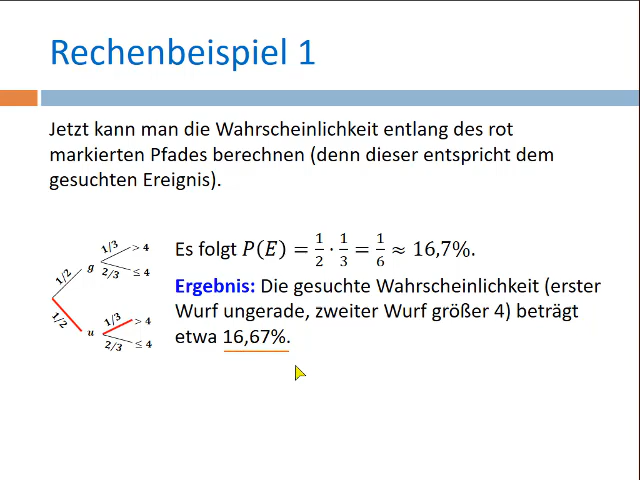 Rechenbeispiel 1
Jetzt kann man die Wahrscheinlichkeit entlang des rot
markierten Pfades berechnen (denn dieser entspricht dem
gesuchten Ereignis).
1/2
g
1/3
> 4
2/3
≤ 4
1/2
u
1/3
> 4
2/3
≤ 4
Es folgt P(E) = 1/2 · 1/3 = 1/6 ≈ 16,7%.
Ergebnis: Die gesuchte Wahrscheinlichkeit (erster
Wurf ungerade, zweiter Wurf größer 4) beträgt
etwa 16,67%.